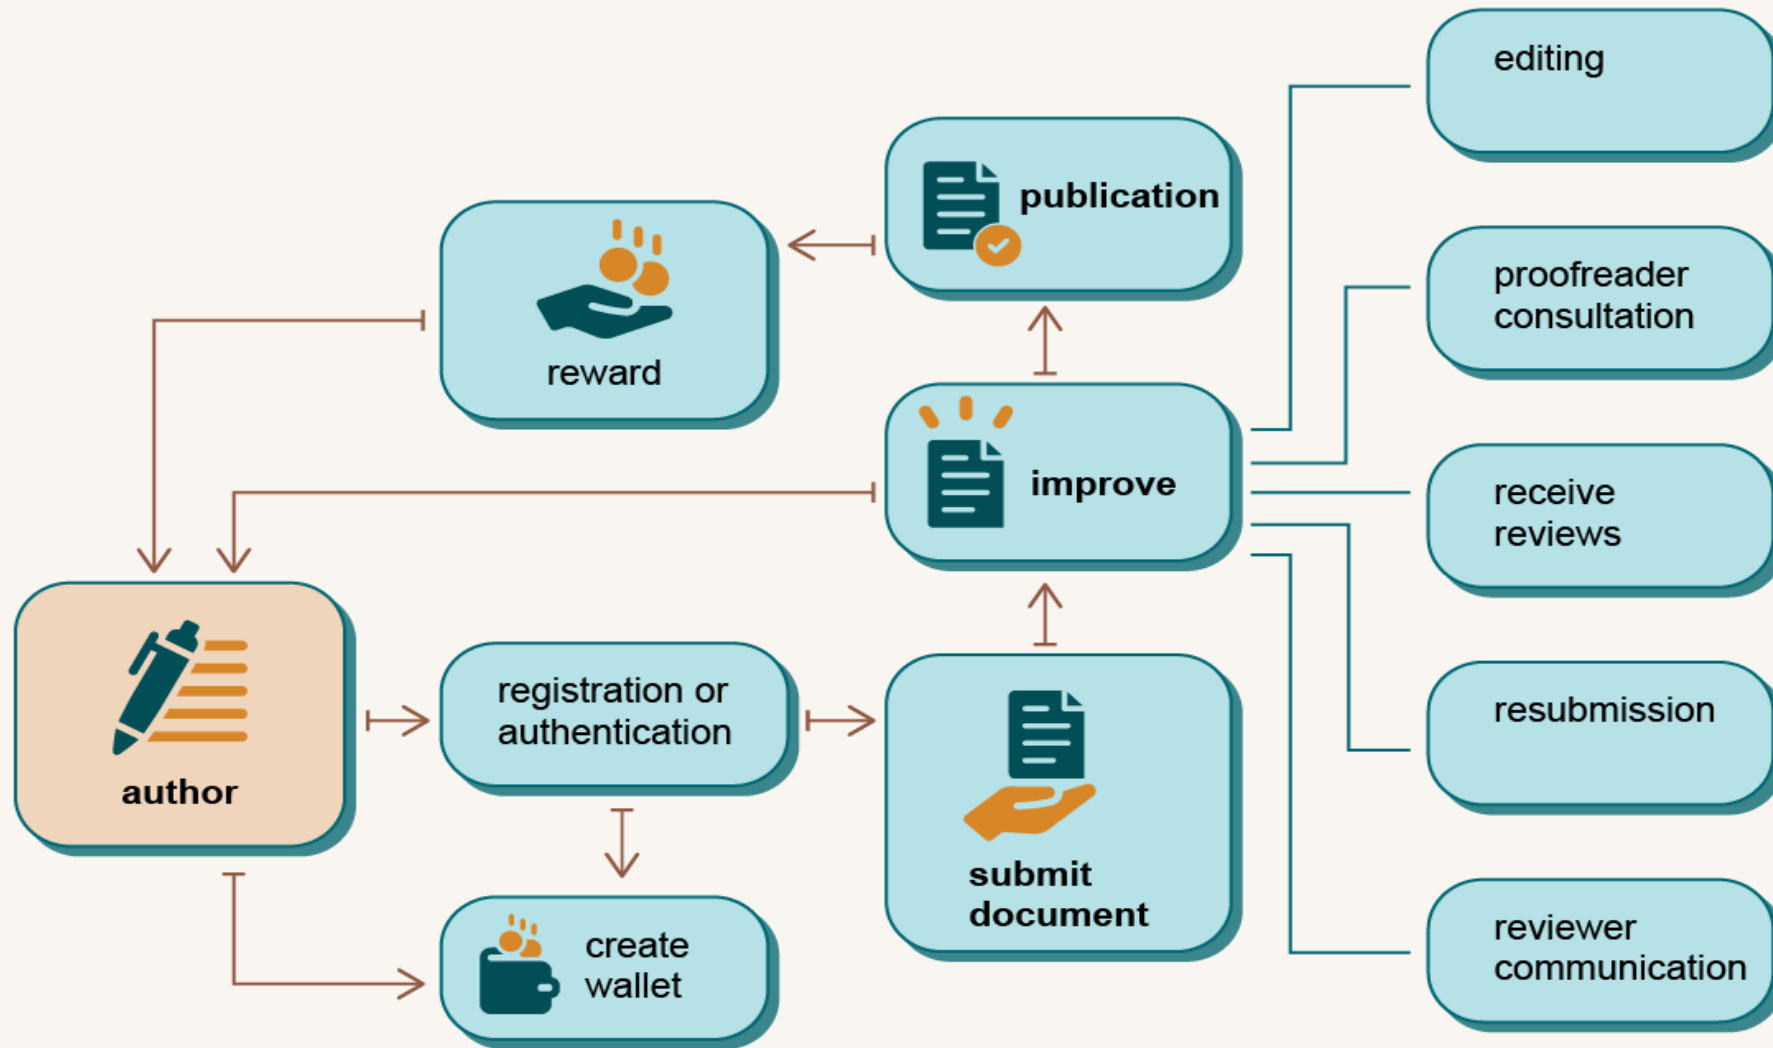 editing
publication
proofreader
consultation
reward
improve
receive
reviews
registration or
authentication
resubmission
author
submit
document
create
wallet
reviewer
communication